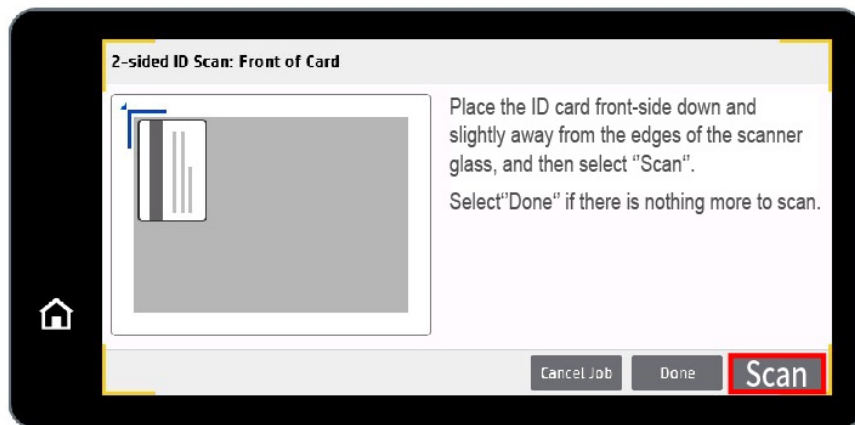 2-sided ID Scan: Front of Card
Place the ID card front-side down and
slightly away from the edges of the scanner
glass, and then select “Scan“.
Select“Done“ if there is nothing more to scan.
Cancel Job
Done
Scan